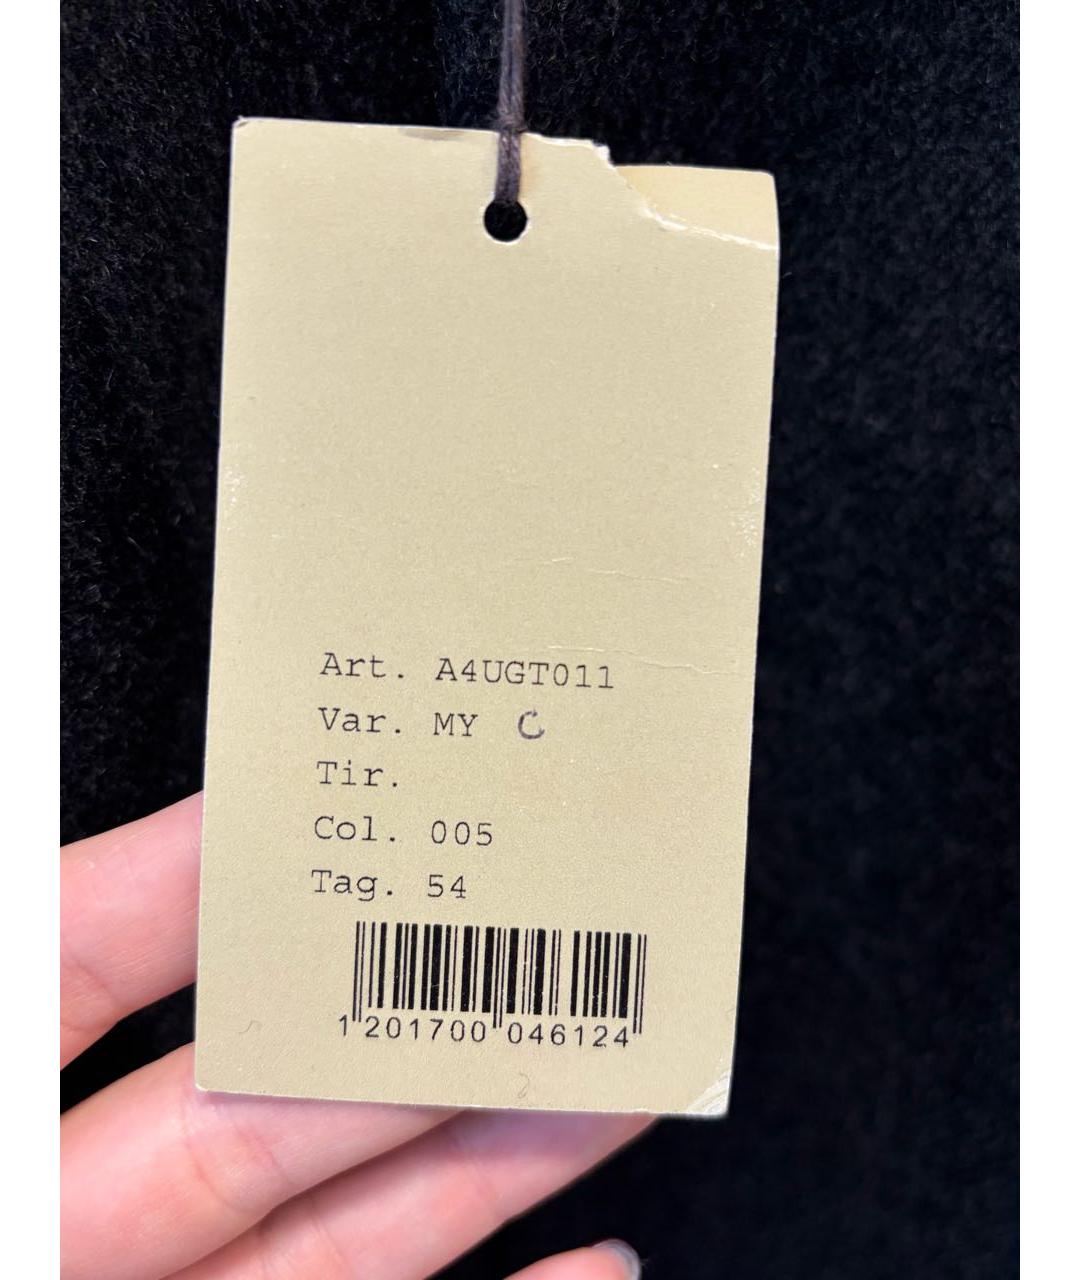 Art. A4UGT011
Var. MY C
Tir.
Col. 005
Tag. 54
1 201700 046124